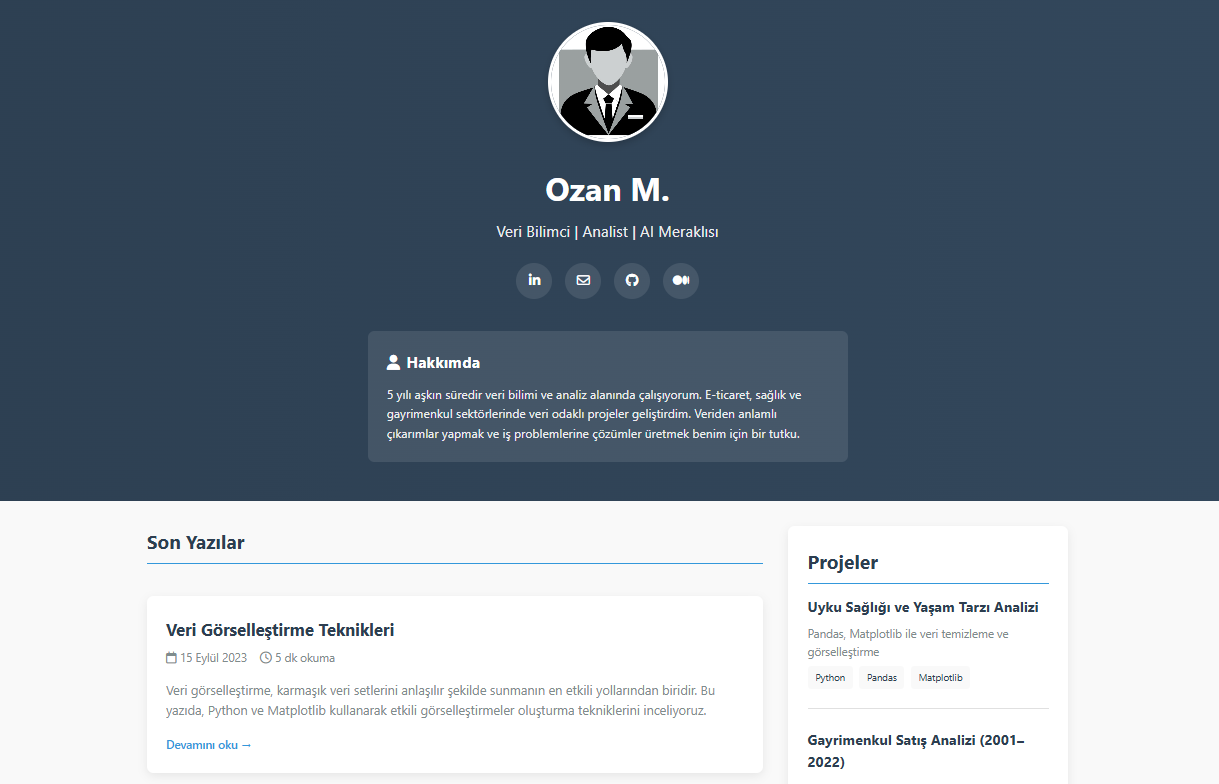 Ozan M.
Veri Bilimci | Analist | AI Meraklısı
in
Hakkımda
5 yılı aşkın süredir veri bilimi ve analiz alanında çalışıyorum. E-ticaret, sağlık ve
gayrimenkul sektörlerinde veri odaklı projeler geliştirdim. Veriden anlamlı
çıkarımlar yapmak ve iş problemlerine çözümler üretmek benim için bir tutku.
Son Yazılar
Veri Görselleştirme Teknikleri
15 Eylül 2023 5 dk okuma
Veri görselleştirme, karmaşık veri setlerini anlaşılır şekilde sunmanın en etkili yollarından biridir. Bu
yazıda, Python ve Matplotlib kullanarak etkili görselleştirmeler oluşturma tekniklerini inceliyoruz.
Devamını oku →
Projeler
Uyku Sağlığı ve Yaşam Tarzı Analizi
Pandas, Matplotlib ile veri temizleme ve
görselleştirme
Python Pandas Matplotlib
Gayrimenkul Satış Analizi (2001–
2022)